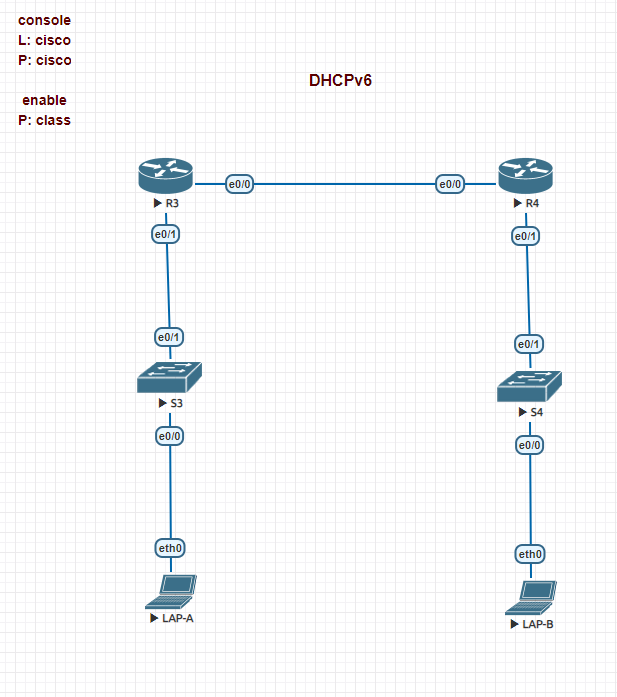 console
L: cisco
P: cisco
enable
P: class
DHCPv6
e0/0
e0/0
R3
R4
e0/1
e0/1
e0/1
e0/1
S3
S4
e0/0
e0/0
eth0
eth0
LAP-A
LAP-B